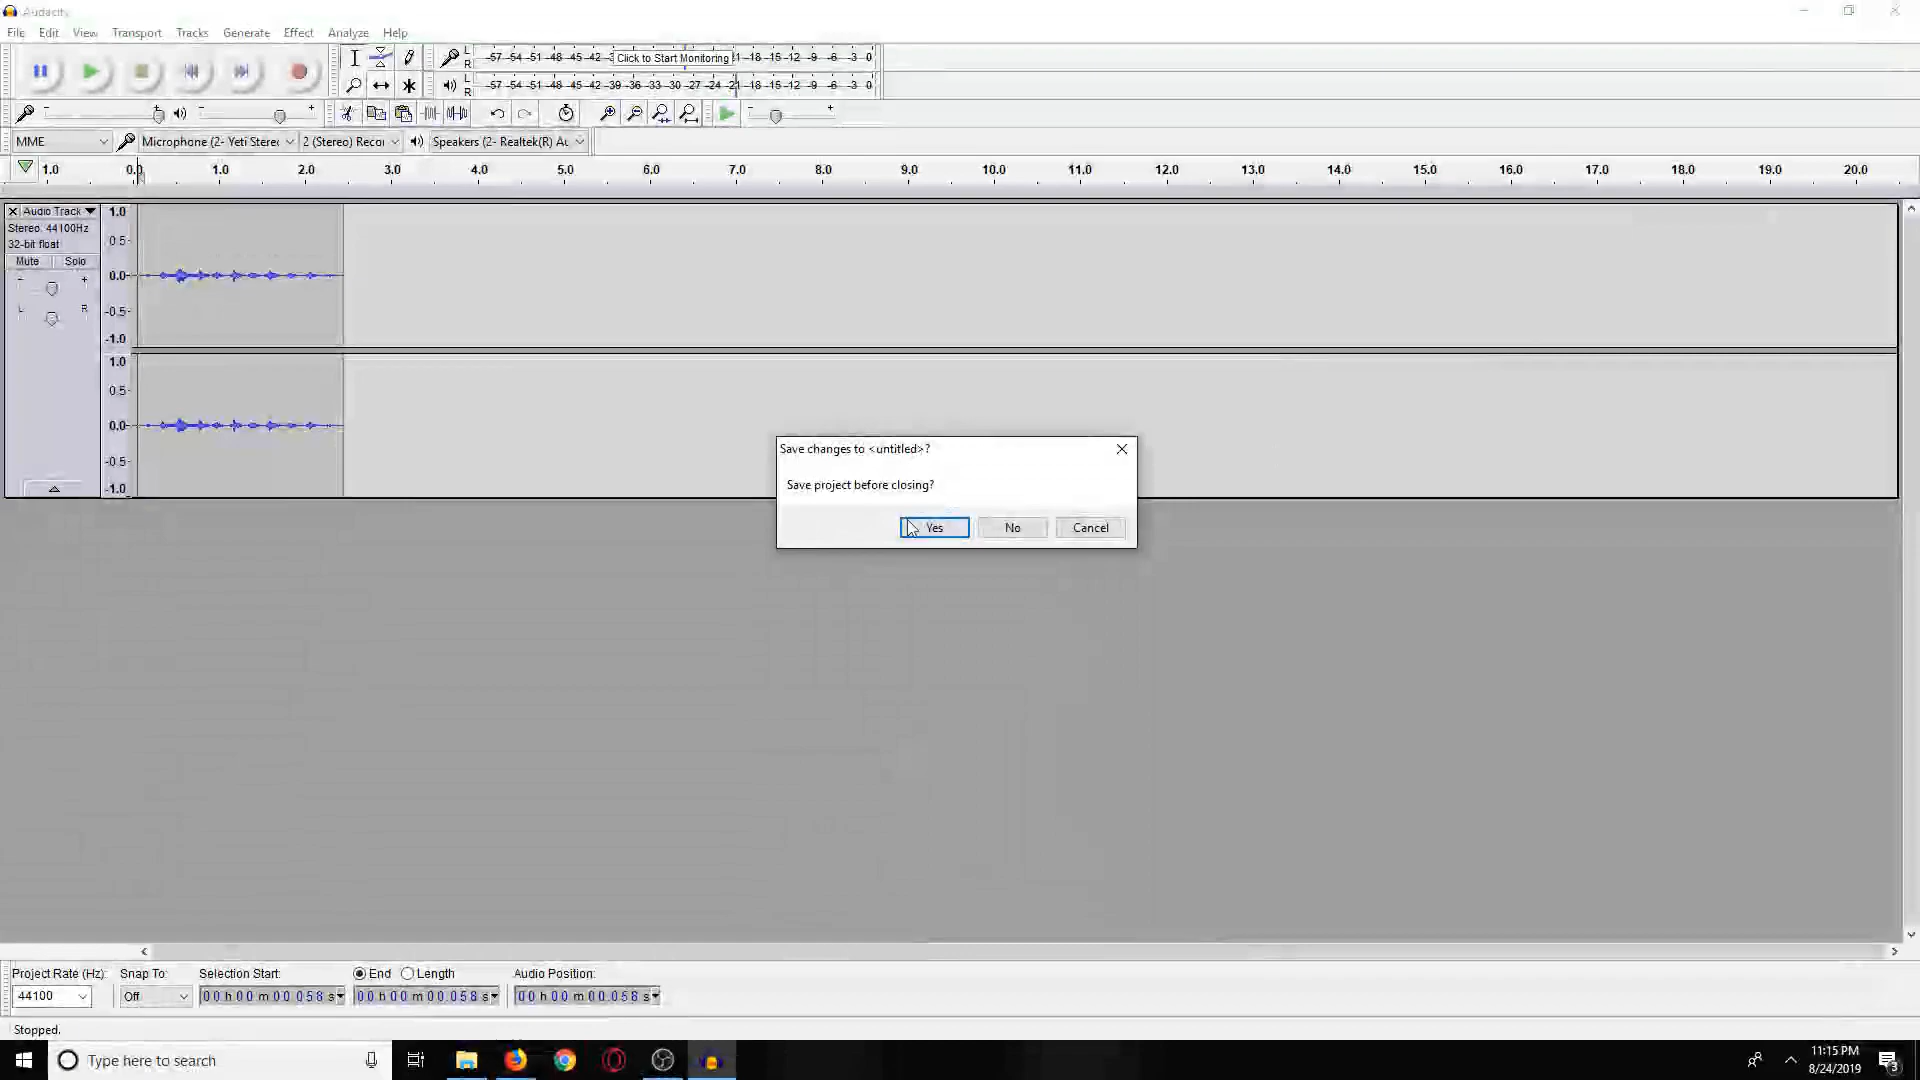 Audacity
File Edit View Transport Tracks Generate Effect Analyze Help
L
R
-57 -54 -51 -48 -45 -42 -3 Click to Start Monitoring !1 -18 -15 -12 -9 -6 -3 0
L
R
-57 -54 -51 -48 -45 -42 -39 -36 -33 -30 -27 -24 -21 -18 -15 -12 -9 -6 -3 0
MME Microphone (2- Yeti Stereo 2 (Stereo) Recor Speakers (2- Realtek(R) Au
1.0 0.0 1.0 2.0 3.0 4.0 5.0 6.0 7.0 8.0 9.0 10.0 11.0 12.0 13.0 14.0 15.0 16.0 17.0 18.0 19.0 20.0
Audio Track
Stereo, 44100Hz
32-bit float
Mute Solo
- +
L R
1.0
0.5
0.0
-0.5
-1.0
1.0
0.5
0.0
-0.5
-1.0
Save changes to <untitled>?
Save project before closing?
Yes No Cancel
Project Rate (Hz): Snap To: Selection Start: End Length Audio Position:
44100 Off 00 h 00 m 00.058 s 00 h 00 m 00.058 s 00 h 00 m 00.058 s
Stopped.
Type here to search
11:15 PM
8/24/2019
3